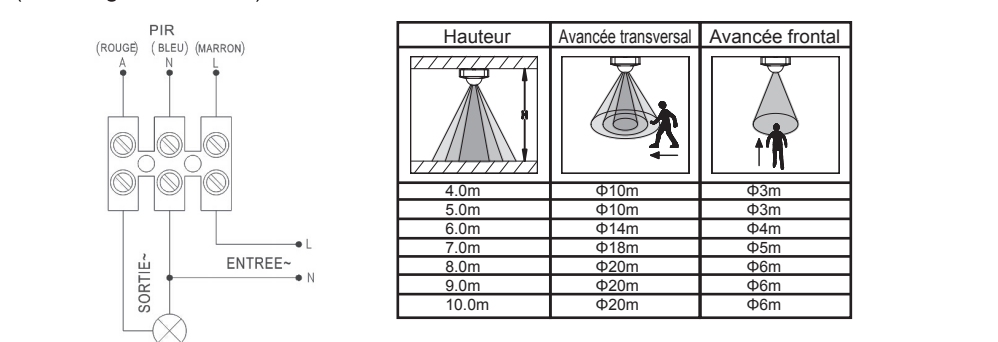 PIR
(ROUGE) (BLEU) (MARRON)
A N L
L
ENTREE~
N
SORTIE~
Hauteur Avancée transversal Avancée frontal
H
4.0m Φ10m Φ3m
5.0m Φ10m Φ3m
6.0m Φ14m Φ4m
7.0m Φ18m Φ5m
8.0m Φ20m Φ6m
9.0m Φ20m Φ6m
10.0m Φ20m Φ6m